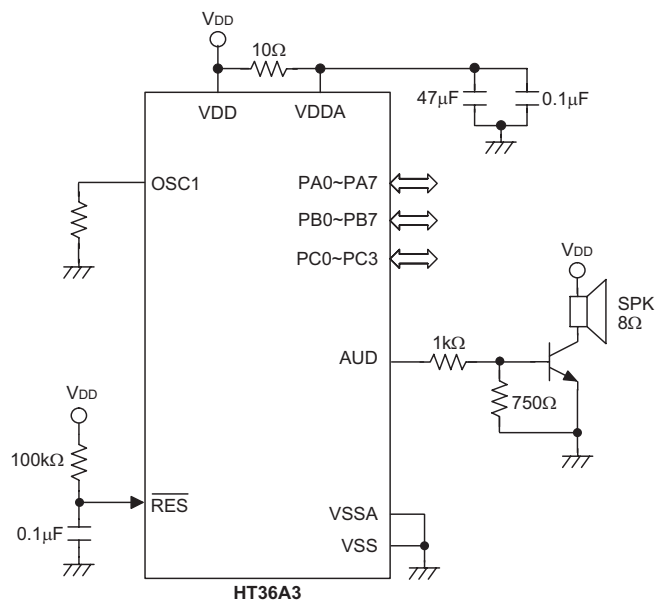 VDD
10Ω
VDD
VDDA
47μF
0.1μF
OSC1
PA0~PA7
PB0~PB7
PC0~PC3
VDD
SPK
8Ω
1kΩ
AUD
750Ω
VDD
100kΩ
RES
0.1μF
VSSA
VSS
HT36A3